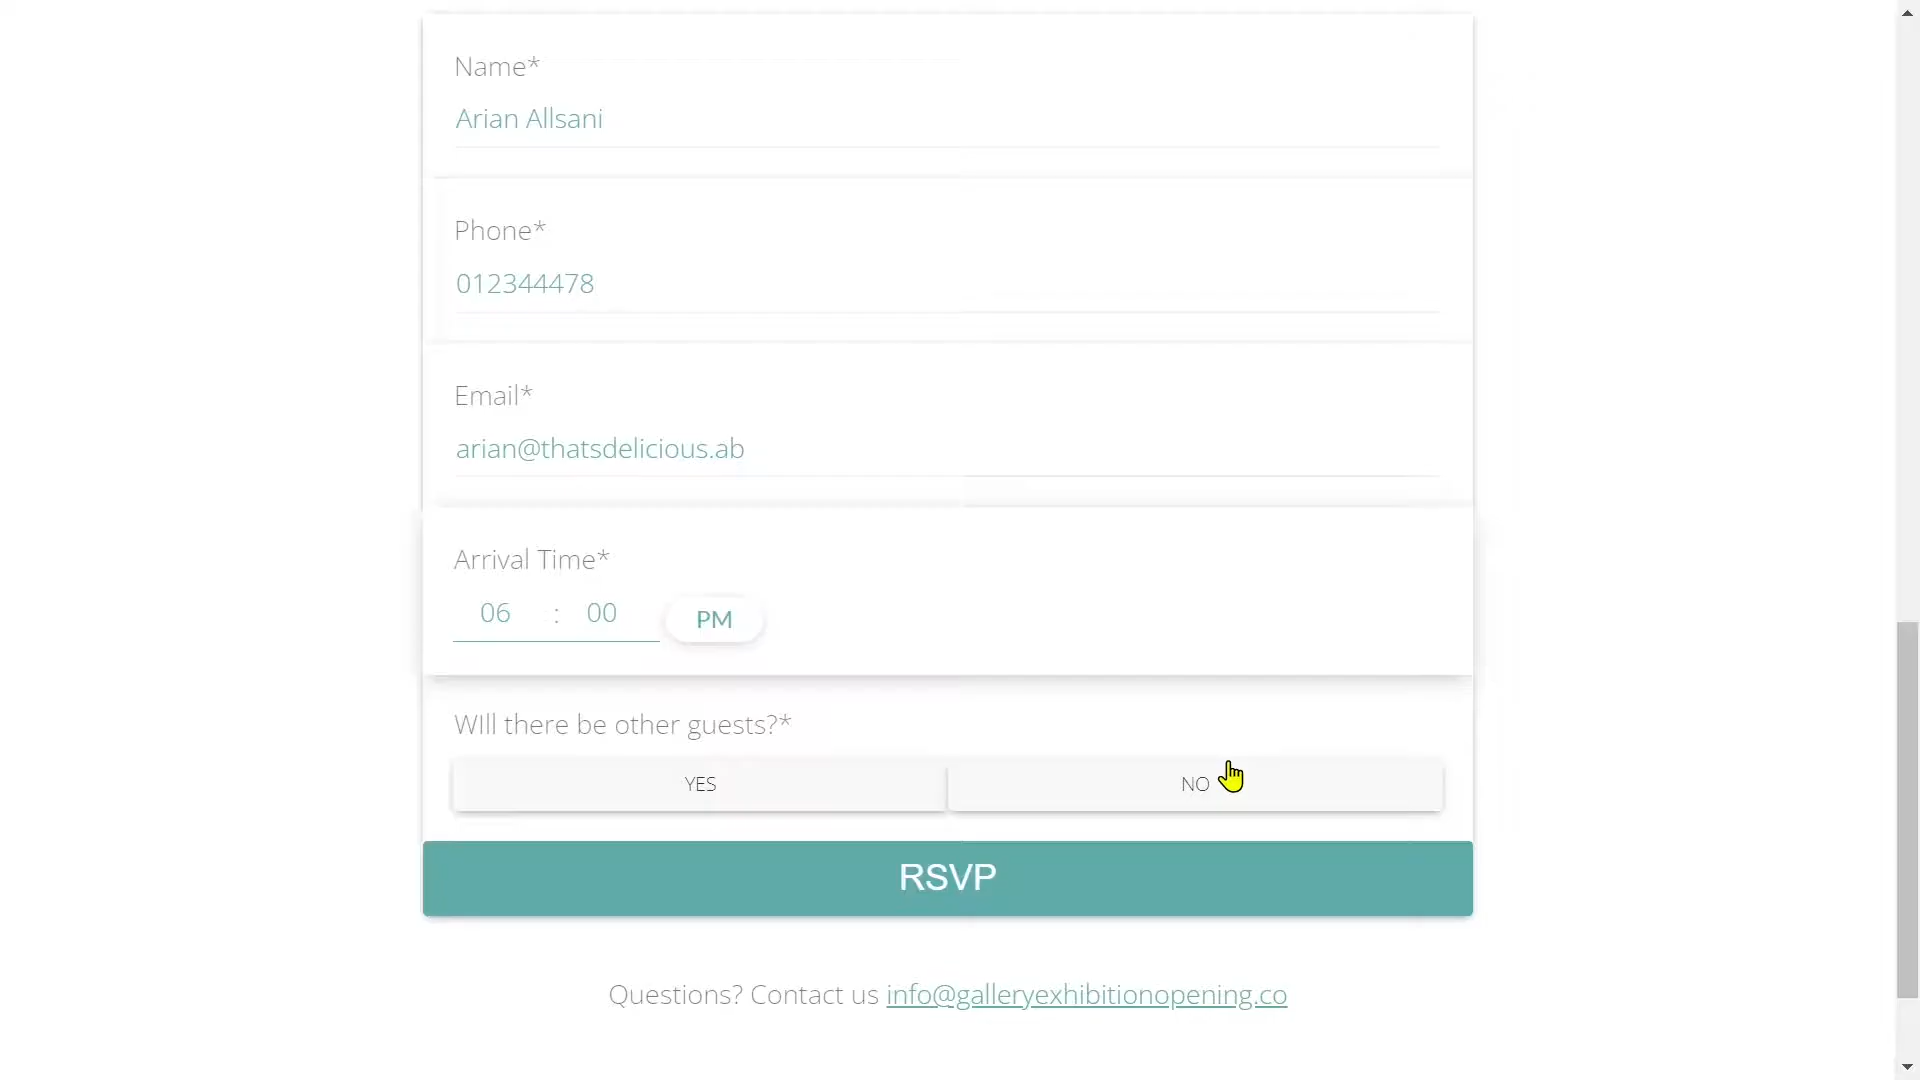 Name*
Arian Allsani
Phone*
012344478
Email*
arian@thatsdelicious.ab
Arrival Time*
06 : 00 PM
WIll there be other guests?*
YES NO
RSVP
Questions? Contact us info@galleryexhibitionopening.co